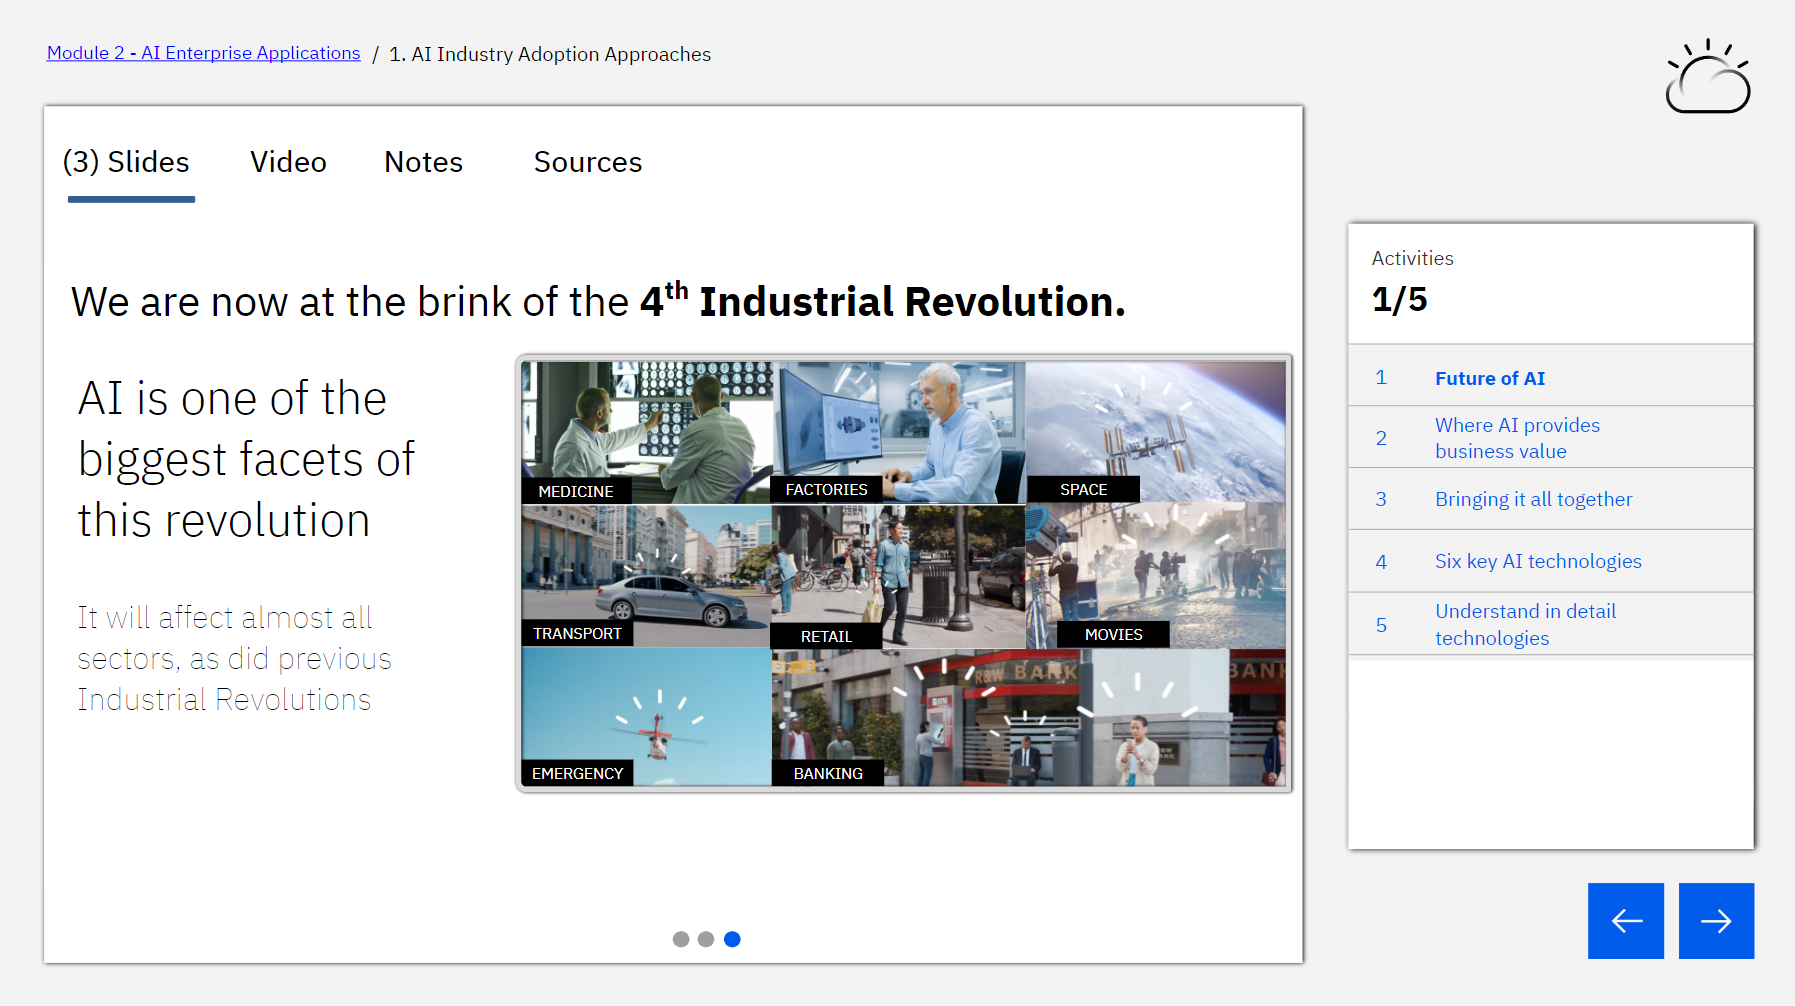 Module 2 - AI Enterprise Applications / 1. AI Industry Adoption Approaches
(3) Slides Video Notes Sources
We are now at the brink of the 4th Industrial Revolution.
AI is one of the
biggest facets of
this revolution
It will affect almost all
sectors, as did previous
Industrial Revolutions
MEDICINE
FACTORIES
SPACE
TRANSPORT
RETAIL
MOVIES
EMERGENCY
BANKING
R&W BANK
BANK
ATM
Activities
1/5
1 Future of AI
2 Where AI provides
business value
3 Bringing it all together
4 Six key AI technologies
5 Understand in detail
technologies